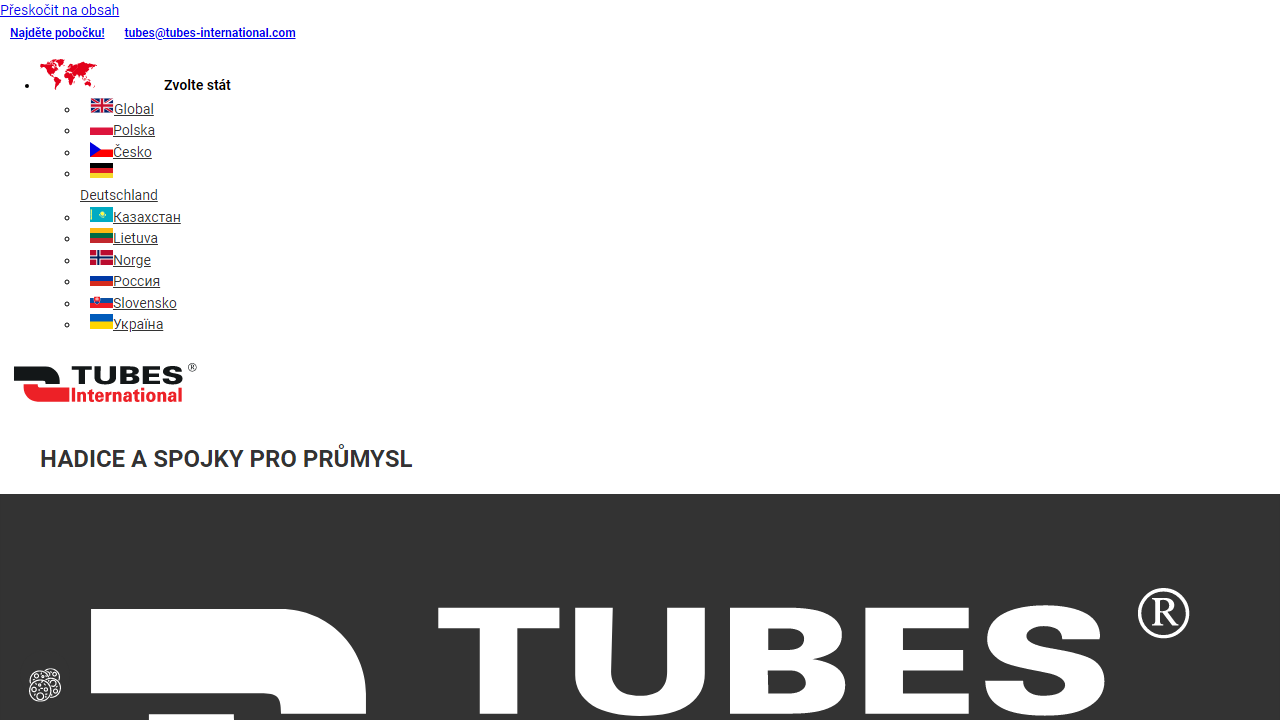 Přeskočit na obsah
Najděte pobočku! tubes@tubes-international.com
Zvolte stát
Global
Polska
Česko
Deutschland
Казахстан
Lietuva
Norge
Россия
Slovensko
Україна
TUBES ®
International
HADICE A SPOJKY PRO PRŮMYSL
TUBES ®